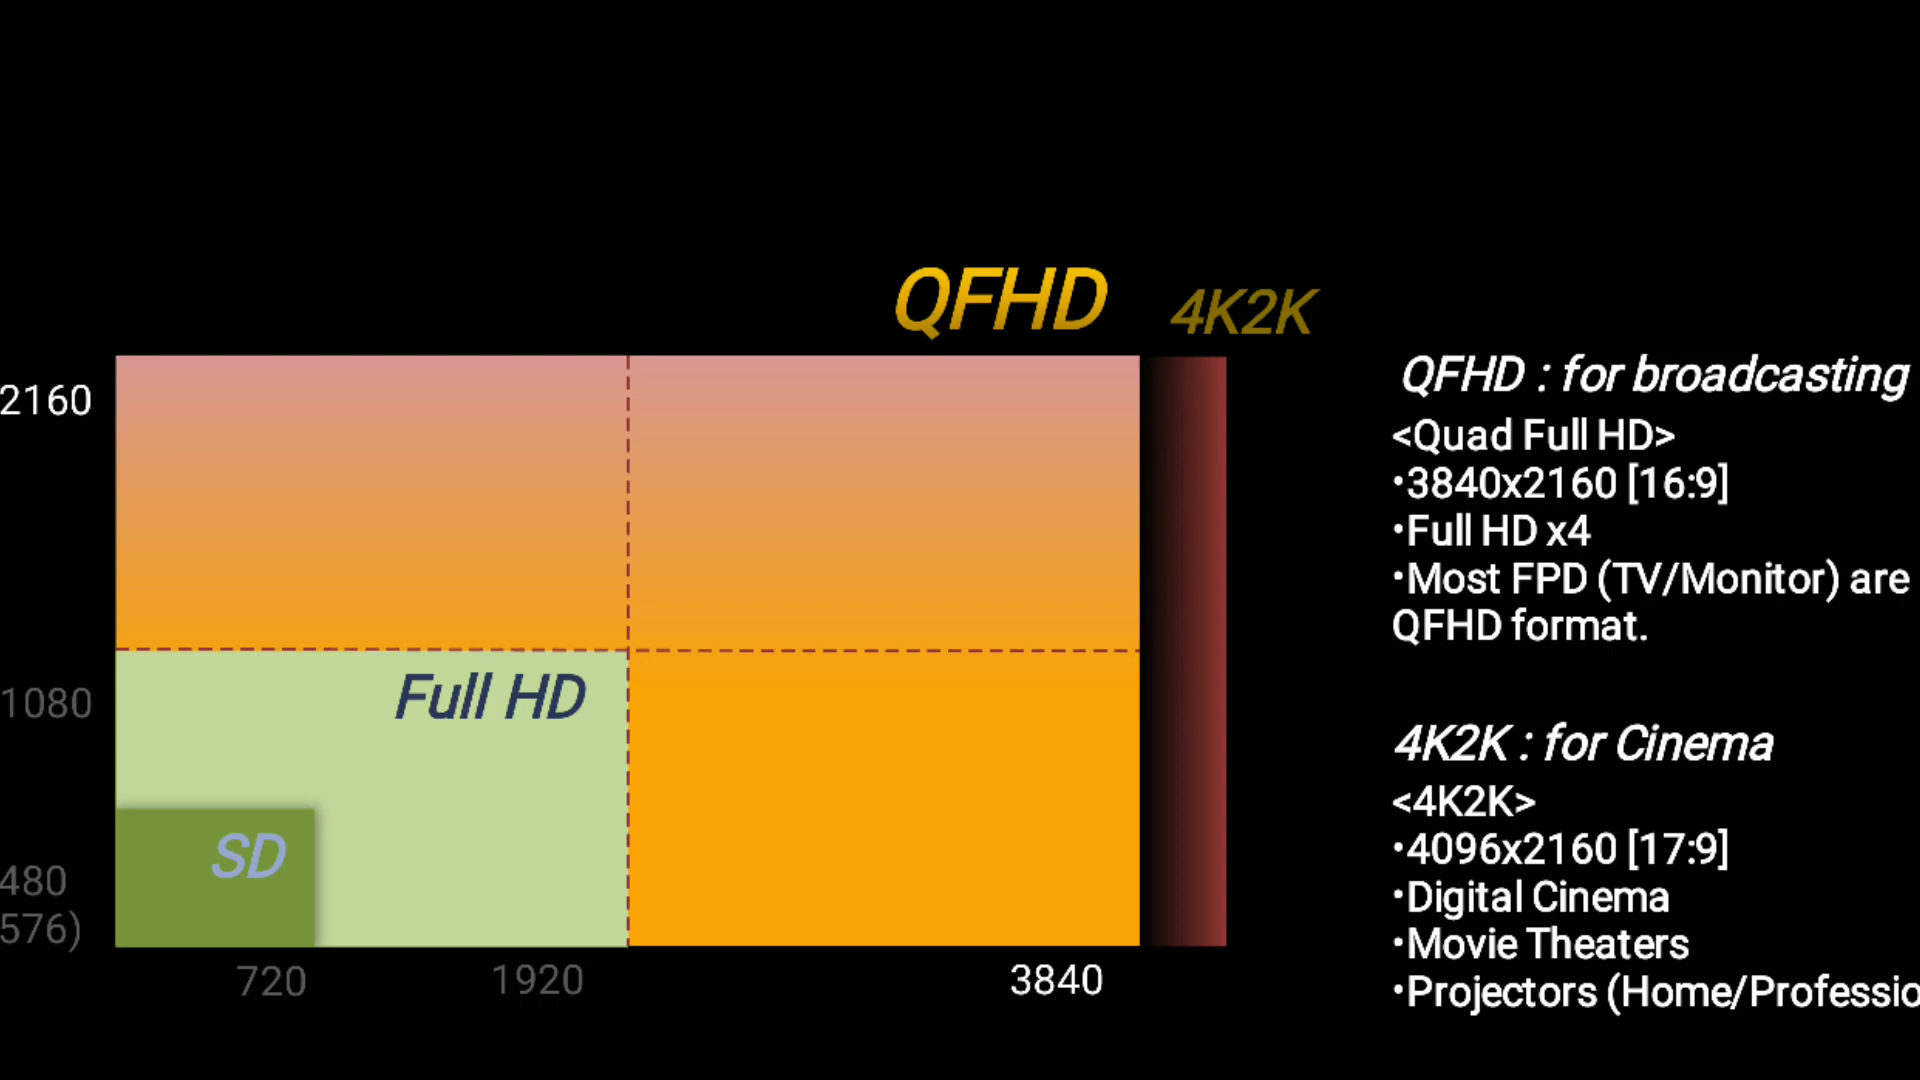 QFHD
4K2K
2160
1080
480
576)
Full HD
SD
720
1920
3840
QFHD : for broadcasting
<Quad Full HD>
•3840x2160 [16:9]
•Full HD x4
•Most FPD (TV/Monitor) are
QFHD format.
4K2K : for Cinema
<4K2K>
•4096x2160 [17:9]
•Digital Cinema
•Movie Theaters
•Projectors (Home/Professio